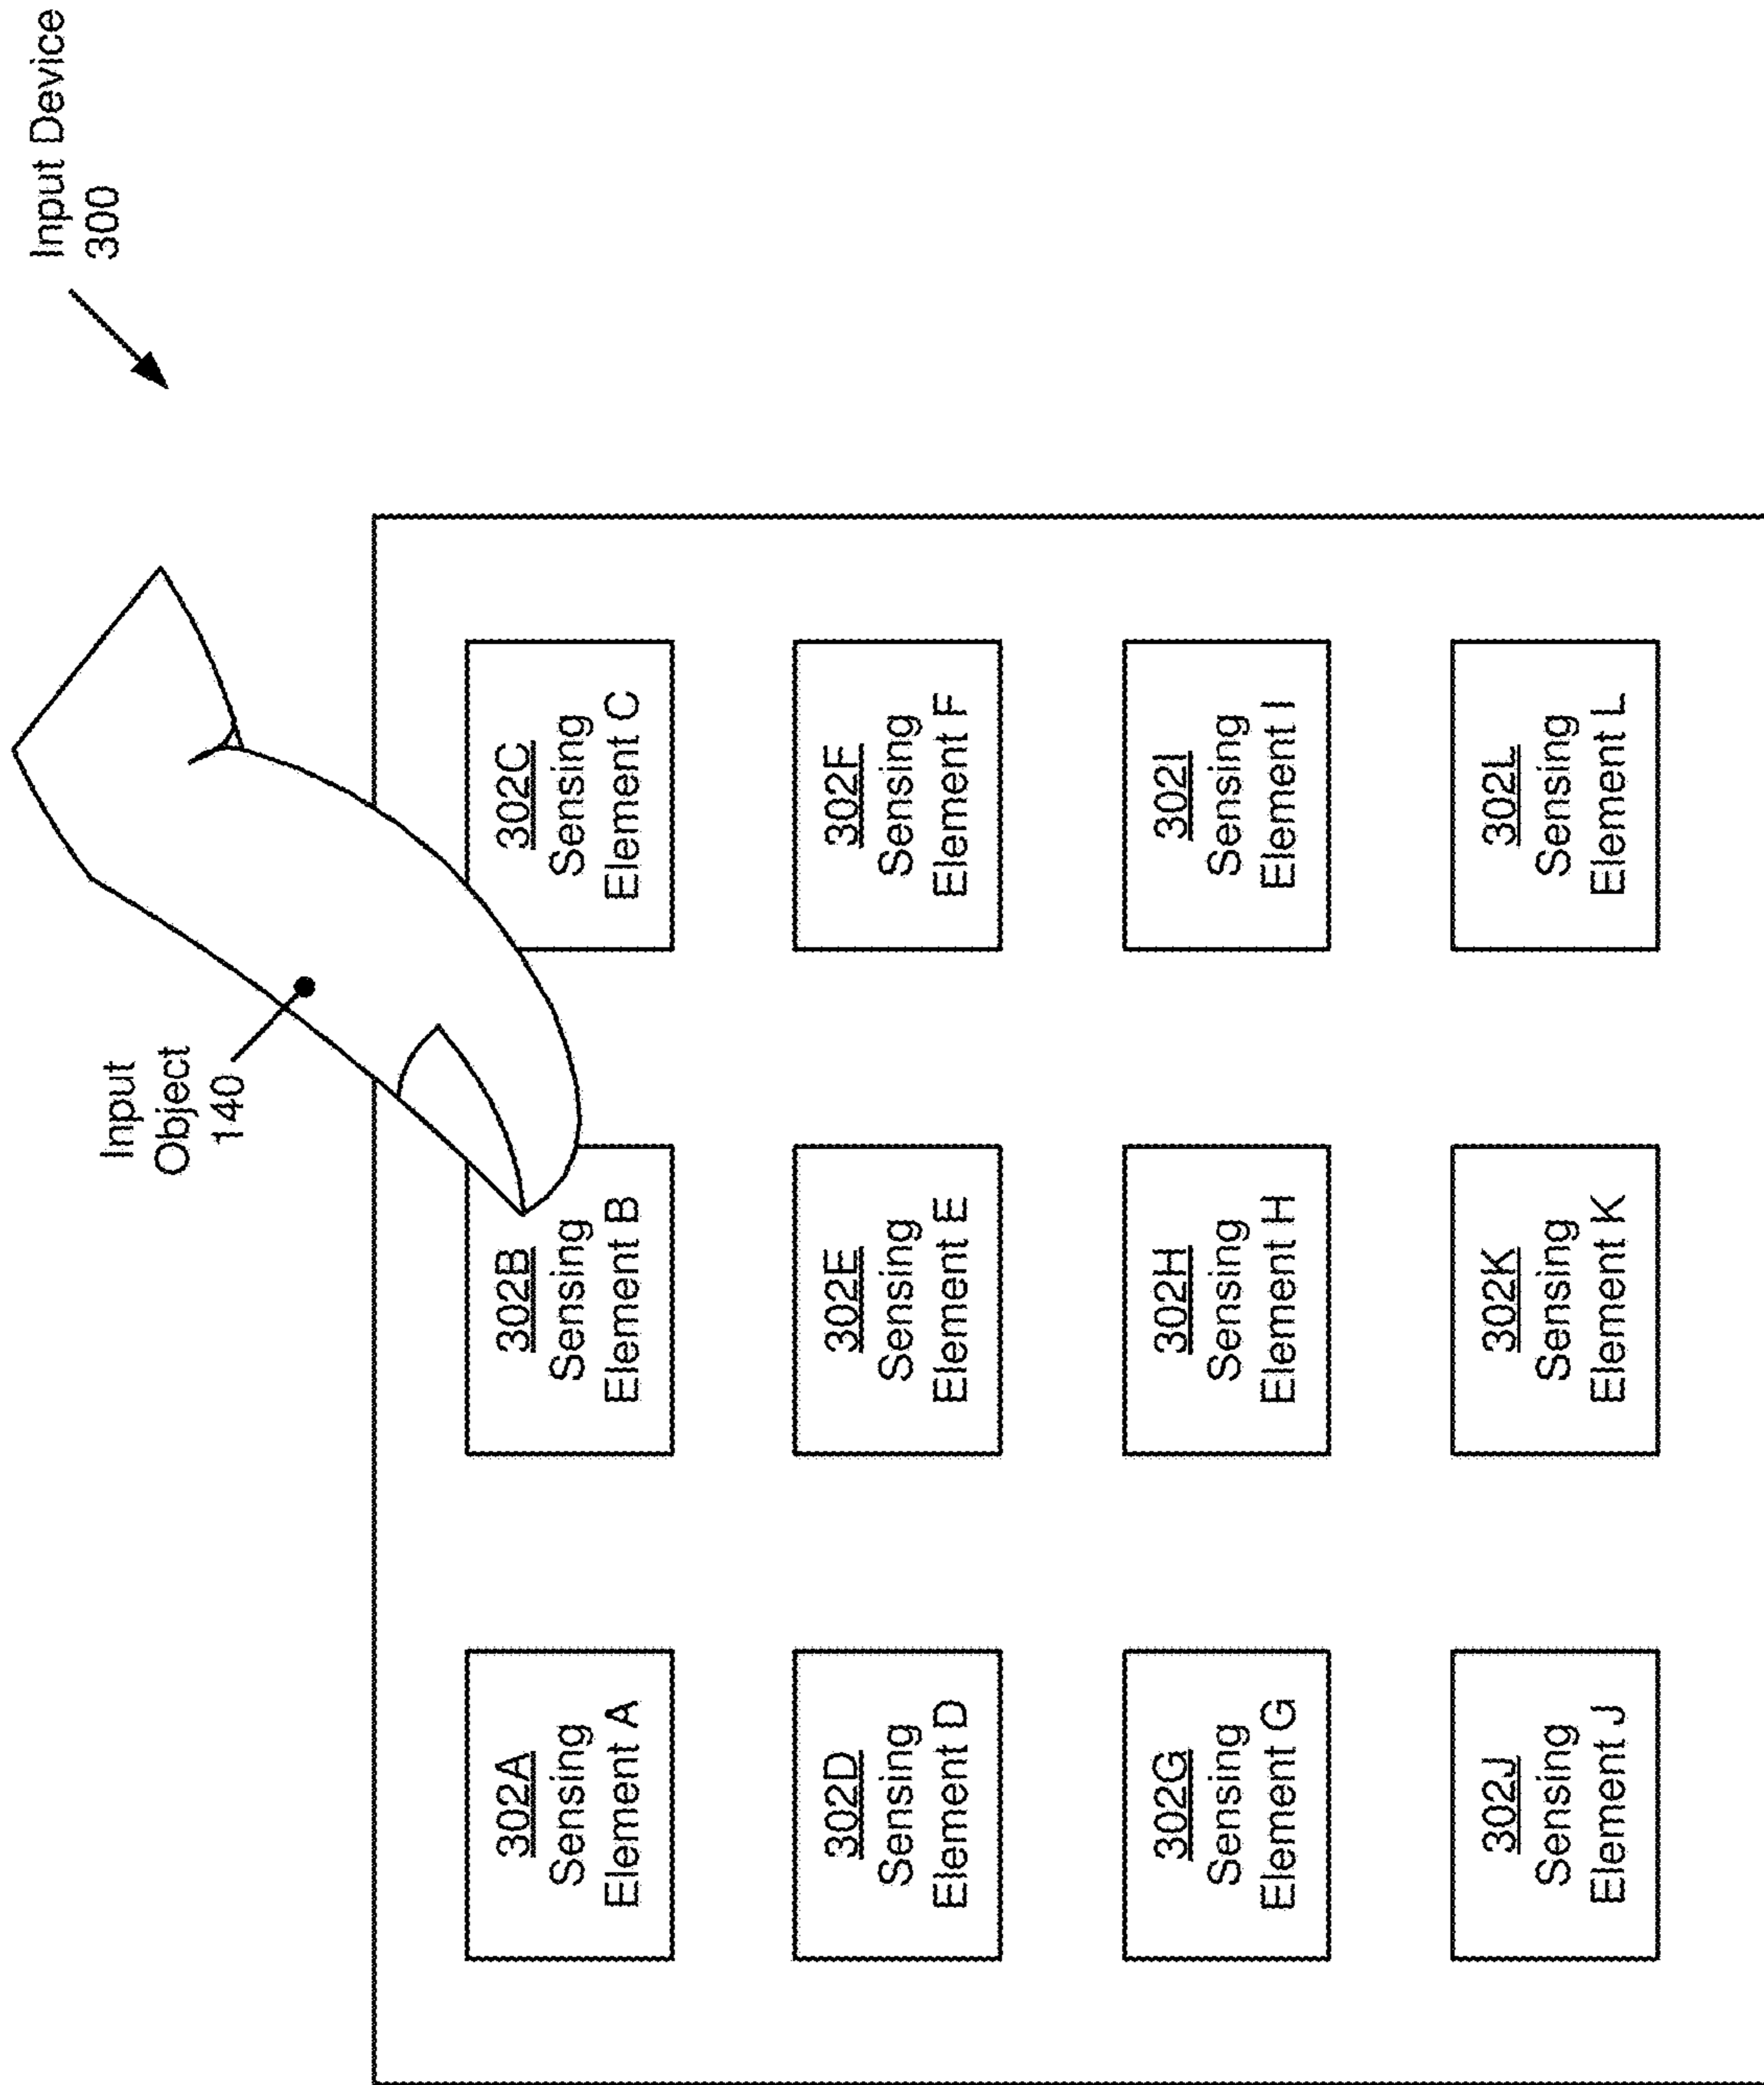 Input Device
300
Input
Object
140
302A
Sensing
Element A
302B
Sensing
Element B
302C
Sensing
Element C
302D
Sensing
Element D
302E
Sensing
Element E
302F
Sensing
Element F
302G
Sensing
Element G
302H
Sensing
Element H
302I
Sensing
Element I
302J
Sensing
Element J
302K
Sensing
Element K
302L
Sensing
Element L